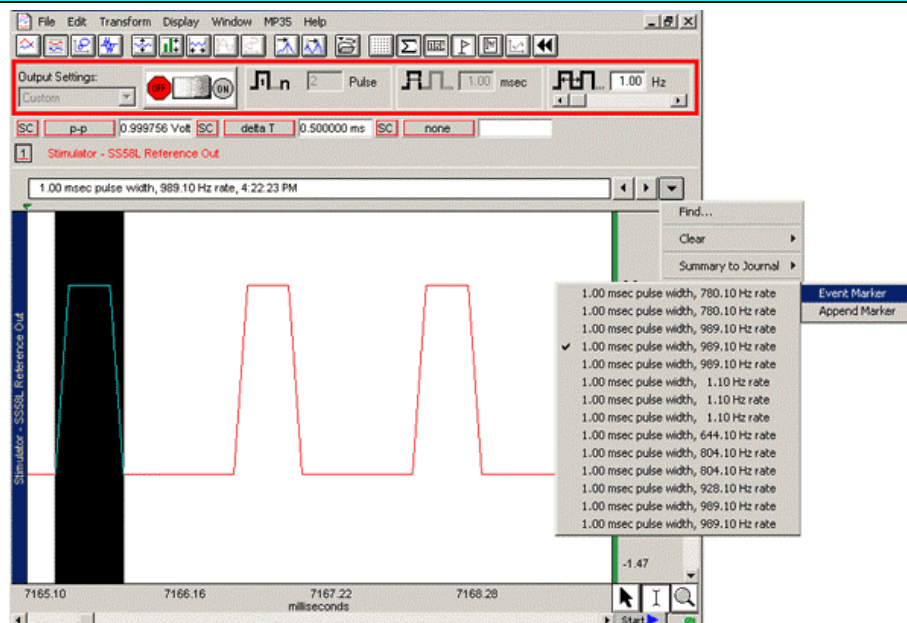 File Edit Transform Display Window MP35 Help
Output Settings:
Custom
OFF ON
n 2 Pulse
1.00 msec
1.00 Hz
SC p-p 0.999756 Volt SC delta T 0.500000 ms SC none
1 Stimulator - SS58L Reference Out
1.00 msec pulse width, 989.10 Hz rate, 4:22:23 PM
Find...
Clear
Summary to Journal
Event Marker
Append Marker
1.00 msec pulse width, 780.10 Hz rate
1.00 msec pulse width, 780.10 Hz rate
1.00 msec pulse width, 989.10 Hz rate
1.00 msec pulse width, 989.10 Hz rate
1.00 msec pulse width, 989.10 Hz rate
1.00 msec pulse width, 1.10 Hz rate
1.00 msec pulse width, 1.10 Hz rate
1.00 msec pulse width, 1.10 Hz rate
1.00 msec pulse width, 644.10 Hz rate
1.00 msec pulse width, 804.10 Hz rate
1.00 msec pulse width, 804.10 Hz rate
1.00 msec pulse width, 928.10 Hz rate
1.00 msec pulse width, 989.10 Hz rate
1.00 msec pulse width, 989.10 Hz rate
Stimulator - SS58L Reference Out
-1.47
7165.10 7166.16 7167.22 7168.28
milliseconds
Start